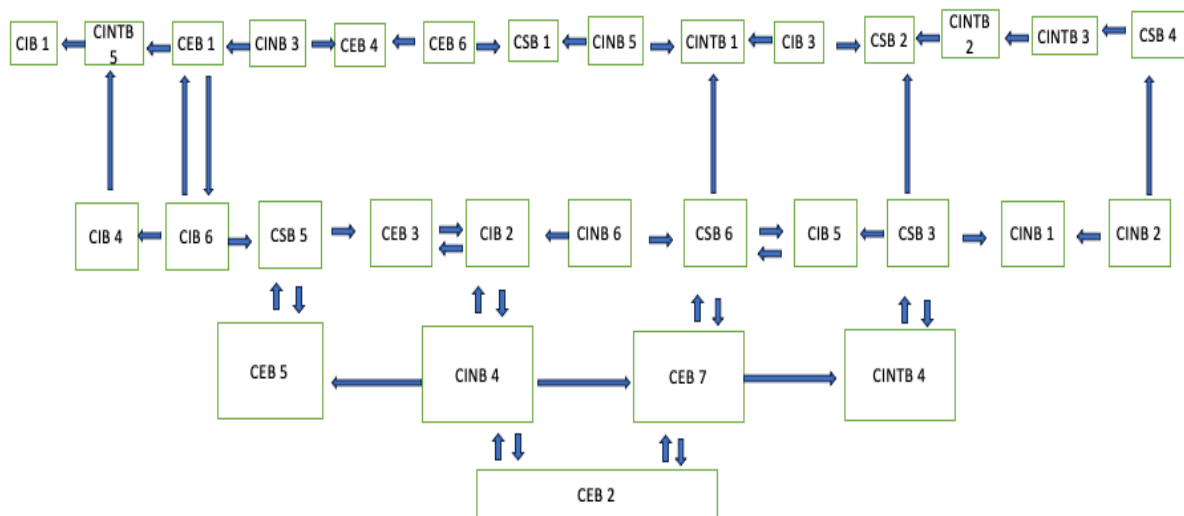 CIB 1
CINTB
5
CEB 1
CINB 3
CEB 4
CEB 6
CSB 1
CINB 5
CINTB 1
CIB 3
CSB 2
CINTB
2
CINTB 3
CSB 4
CIB 4
CIB 6
CSB 5
CEB 3
CIB 2
CINB 6
CSB 6
CIB 5
CSB 3
CINB 1
CINB 2
CEB 5
CINB 4
CEB 7
CINTB 4
CEB 2